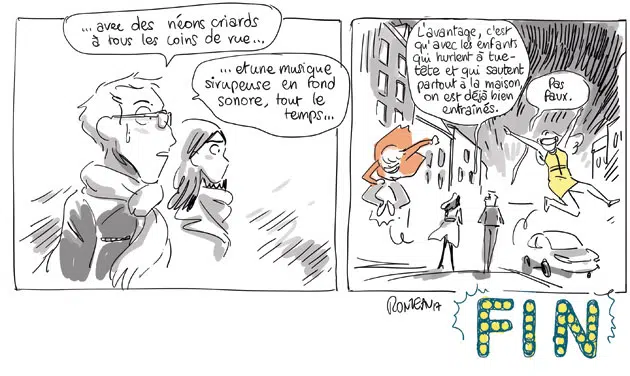 ... avec des néons criards
à tous les coins de rue...
... et une musique
sirupeuse en fond
sonore, tout le
temps...
L'avantage, c'est
qu'avec les enfants
qui hurlent à tue-
tête et qui sautent
partout à la maison,
on est déjà bien
entraînés.
Pas
faux.
FIN